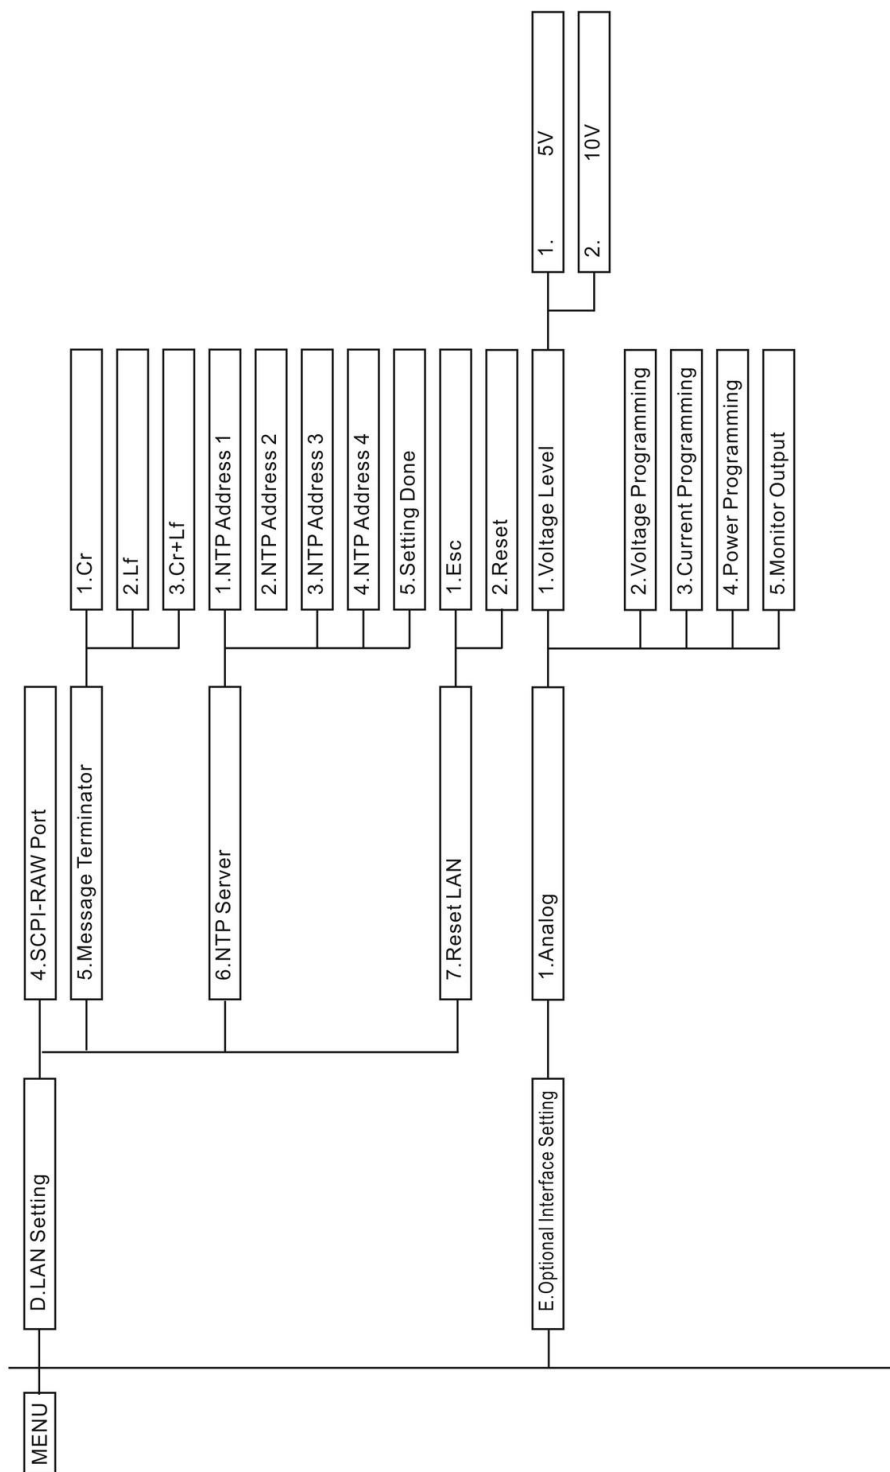 MENU
D.LAN Setting
4.SCPI-RAW Port
5.Message Terminator
1.Cr
2.Lf
3.Cr+Lf
6.NTP Server
1.NTP Address 1
2.NTP Address 2
3.NTP Address 3
4.NTP Address 4
5.Setting Done
7.Reset LAN
1.Esc
2.Reset
E.Optional Interface Setting
1.Analog
1.Voltage Level
1. 5V
2. 10V
2.Voltage Programming
3.Current Programming
4.Power Programming
5.Monitor Output